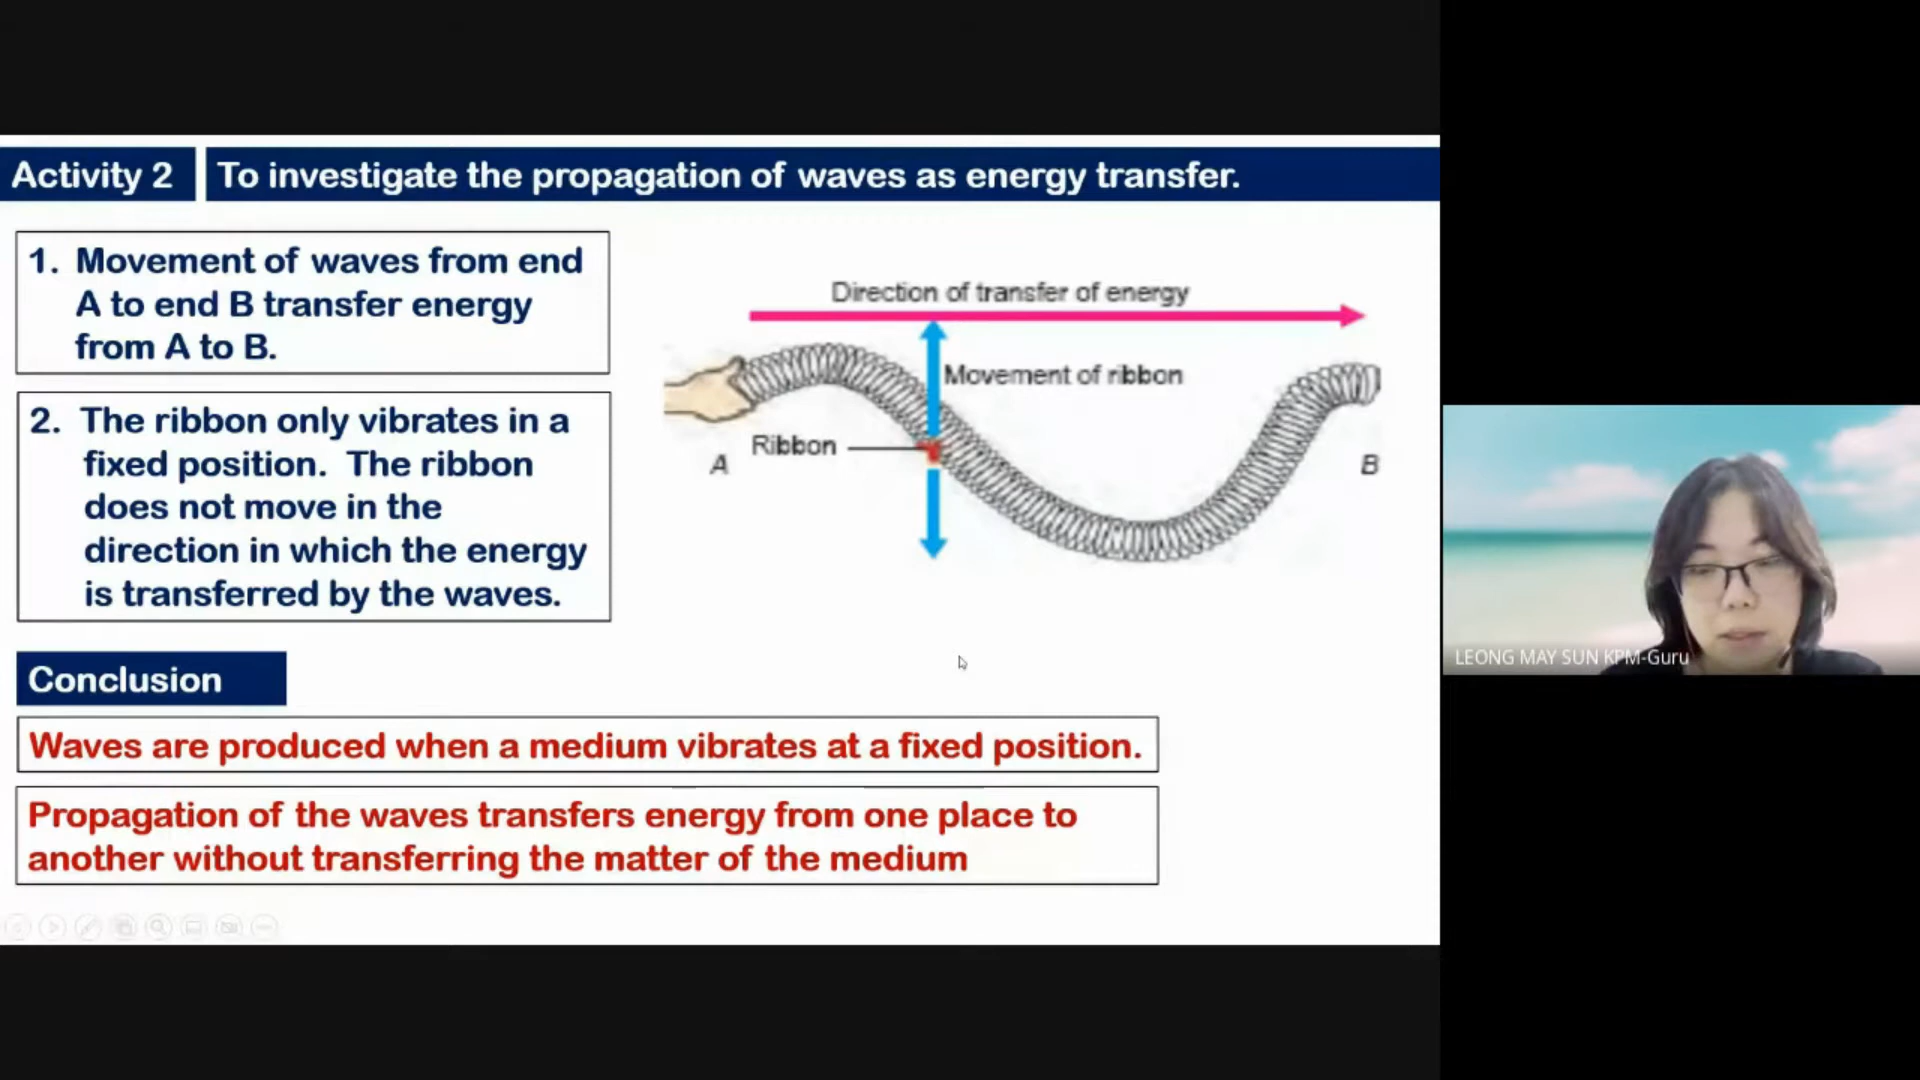 Activity 2
To investigate the propagation of waves as energy transfer.
1. Movement of waves from end
A to end B transfer energy
from A to B.
2. The ribbon only vibrates in a
fixed position. The ribbon
does not move in the
direction in which the energy
is transferred by the waves.
Direction of transfer of energy
Movement of ribbon
Ribbon
A
B
Conclusion
Waves are produced when a medium vibrates at a fixed position.
Propagation of the waves transfers energy from one place to
another without transferring the matter of the medium
LEONG MAY SUN KPM-Guru